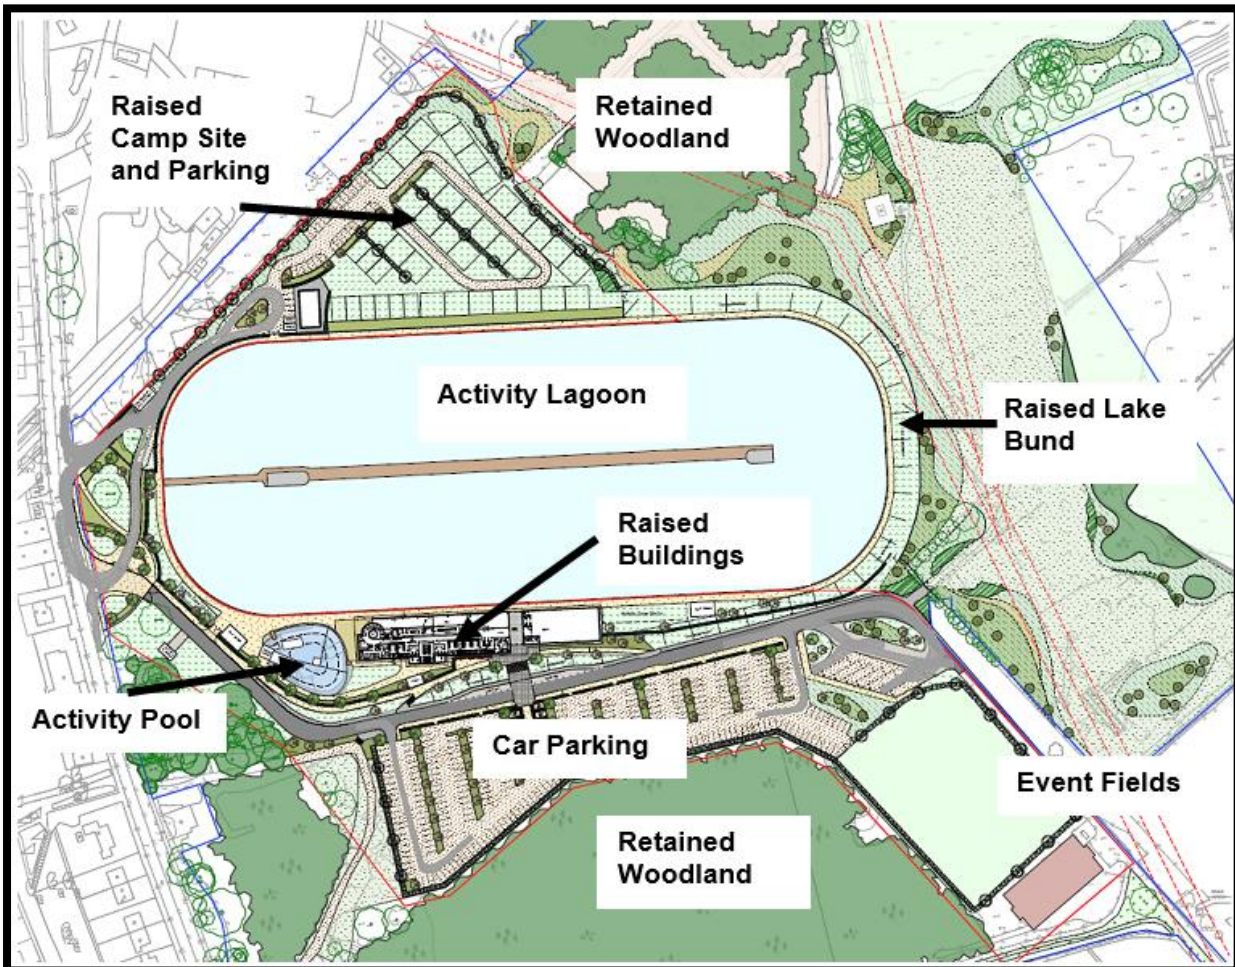 Raised
Camp Site
and Parking
Retained
Woodland
Activity Lagoon
Raised Lake
Bund
Raised
Buildings
Activity Pool
Car Parking
Event Fields
Retained
Woodland